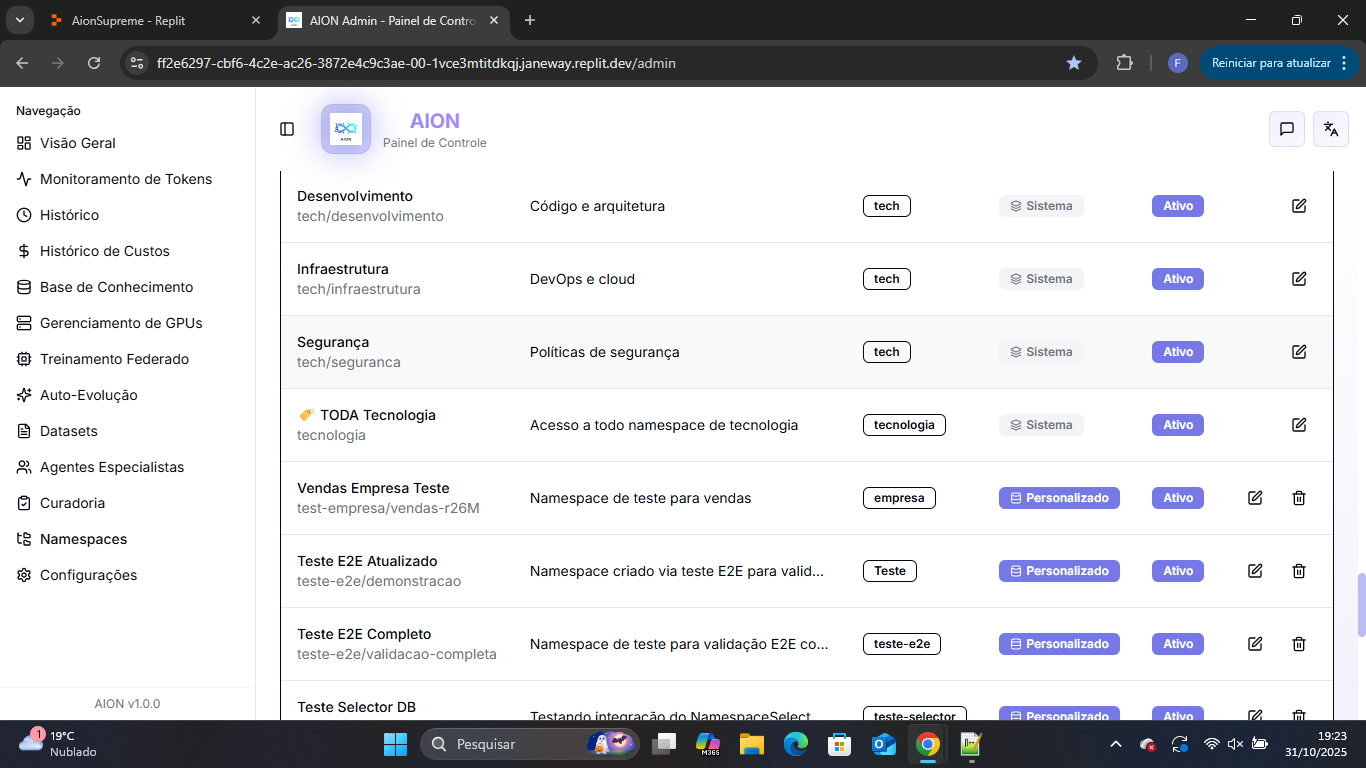 AionSupreme - Replit
AION Admin - Painel de Contro
ff2e6297-cbf6-4c2e-ac26-3872e4c9c3ae-00-1vce3mtitdkqj.janeway.replit.dev/admin
F
Reiniciar para atualizar
Navegação
Visão Geral
Monitoramento de Tokens
Histórico
Histórico de Custos
Base de Conhecimento
Gerenciamento de GPUs
Treinamento Federado
Auto-Evolução
Datasets
Agentes Especialistas
Curadoria
Namespaces
Configurações
AION v1.0.0
AION
AION
Painel de Controle
Desenvolvimento
tech/desenvolvimento
Código e arquitetura
tech
Sistema
Ativo
Infraestrutura
tech/infraestrutura
DevOps e cloud
tech
Sistema
Ativo
Segurança
tech/seguranca
Políticas de segurança
tech
Sistema
Ativo
TODA Tecnologia
tecnologia
Acesso a todo namespace de tecnologia
tecnologia
Sistema
Ativo
Vendas Empresa Teste
test-empresa/vendas-r26M
Namespace de teste para vendas
empresa
Personalizado
Ativo
Teste E2E Atualizado
teste-e2e/demonstracao
Namespace criado via teste E2E para valid...
Teste
Personalizado
Ativo
Teste E2E Completo
teste-e2e/validacao-completa
Namespace de teste para validação E2E co...
teste-e2e
Personalizado
Ativo
Teste Selector DB
Testando integração do NamespaceSelect
teste-selector
Personalizado
Ativo
1
19°C
Nublado
Pesquisar
M365
19:23
31/10/2025